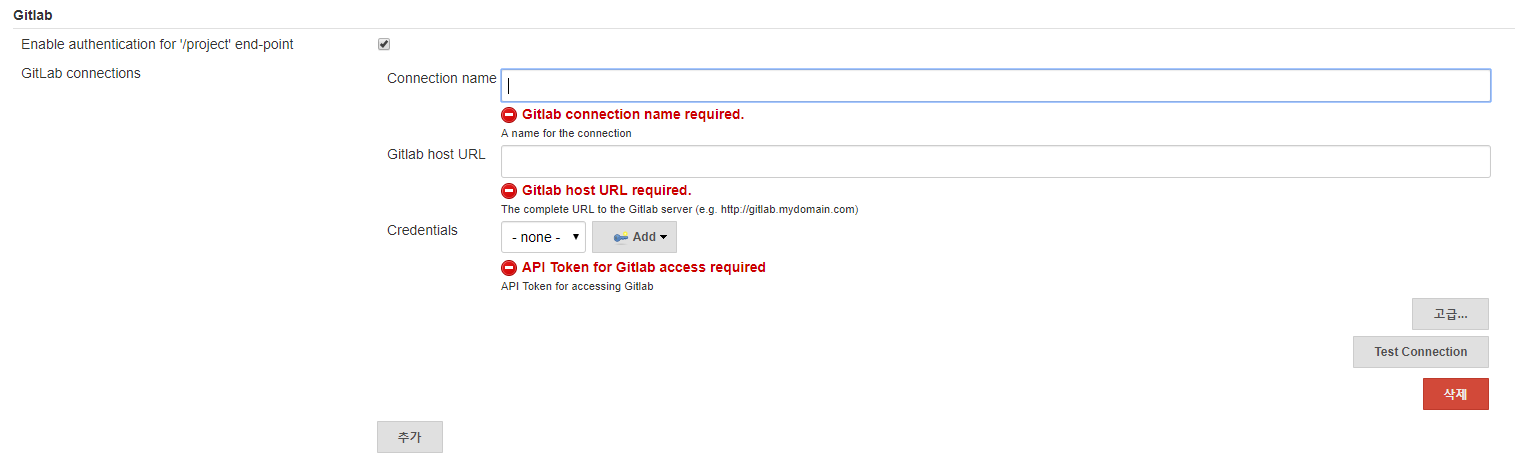 Gitlab
Enable authentication for '/project' end-point
GitLab connections
Connection name
Gitlab connection name required.
A name for the connection
Gitlab host URL
Gitlab host URL required.
The complete URL to the Gitlab server (e.g. http://gitlab.mydomain.com)
Credentials
- none -
Add
API Token for Gitlab access required
API Token for accessing Gitlab
고급...
Test Connection
삭제
추가